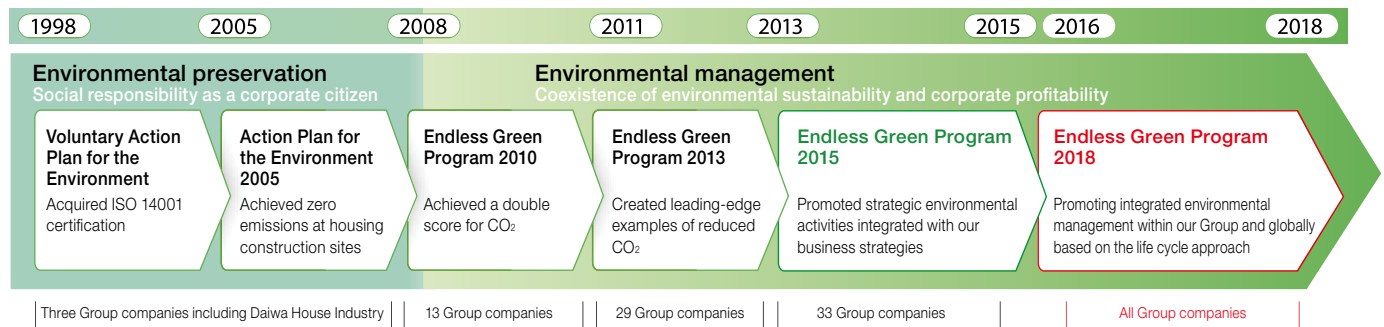 1998 2005 2008 2011 2013 2015 2016 2018
Environmental preservation
Social responsibility as a corporate citizen
Environmental management
Coexistence of environmental sustainability and corporate profitability
Voluntary Action
Plan for the
Environment
Acquired ISO 14001
certification
Action Plan for
the Environment
2005
Achieved zero
emissions at housing
construction sites
Endless Green
Program 2010
Achieved a double
score for CO₂
Endless Green
Program 2013
Created leading-edge
examples of reduced
CO₂
Endless Green Program
2015
Promoted strategic environmental
activities integrated with our
business strategies
Endless Green Program
2018
Promoting integrated environmental
management within our Group and globally
based on the life cycle approach
Three Group companies including Daiwa House Industry
13 Group companies
29 Group companies
33 Group companies
All Group companies